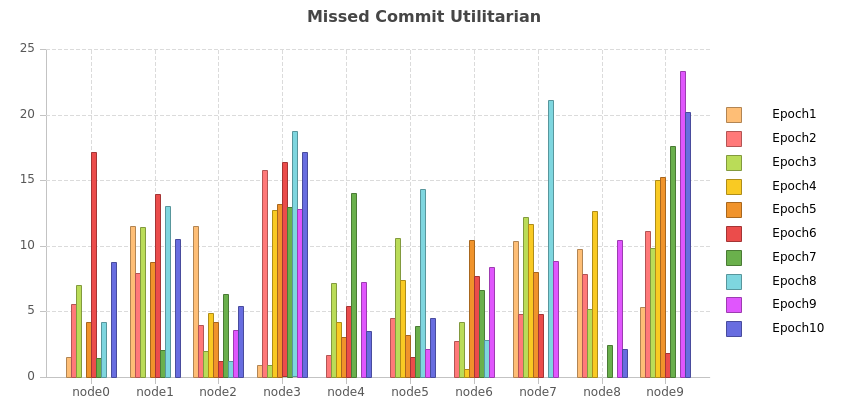 Missed Commit Utilitarian
25
20
15
10
5
0
node0 node1 node2 node3 node4 node5 node6 node7 node8 node9
Epoch1
Epoch2
Epoch3
Epoch4
Epoch5
Epoch6
Epoch7
Epoch8
Epoch9
Epoch10